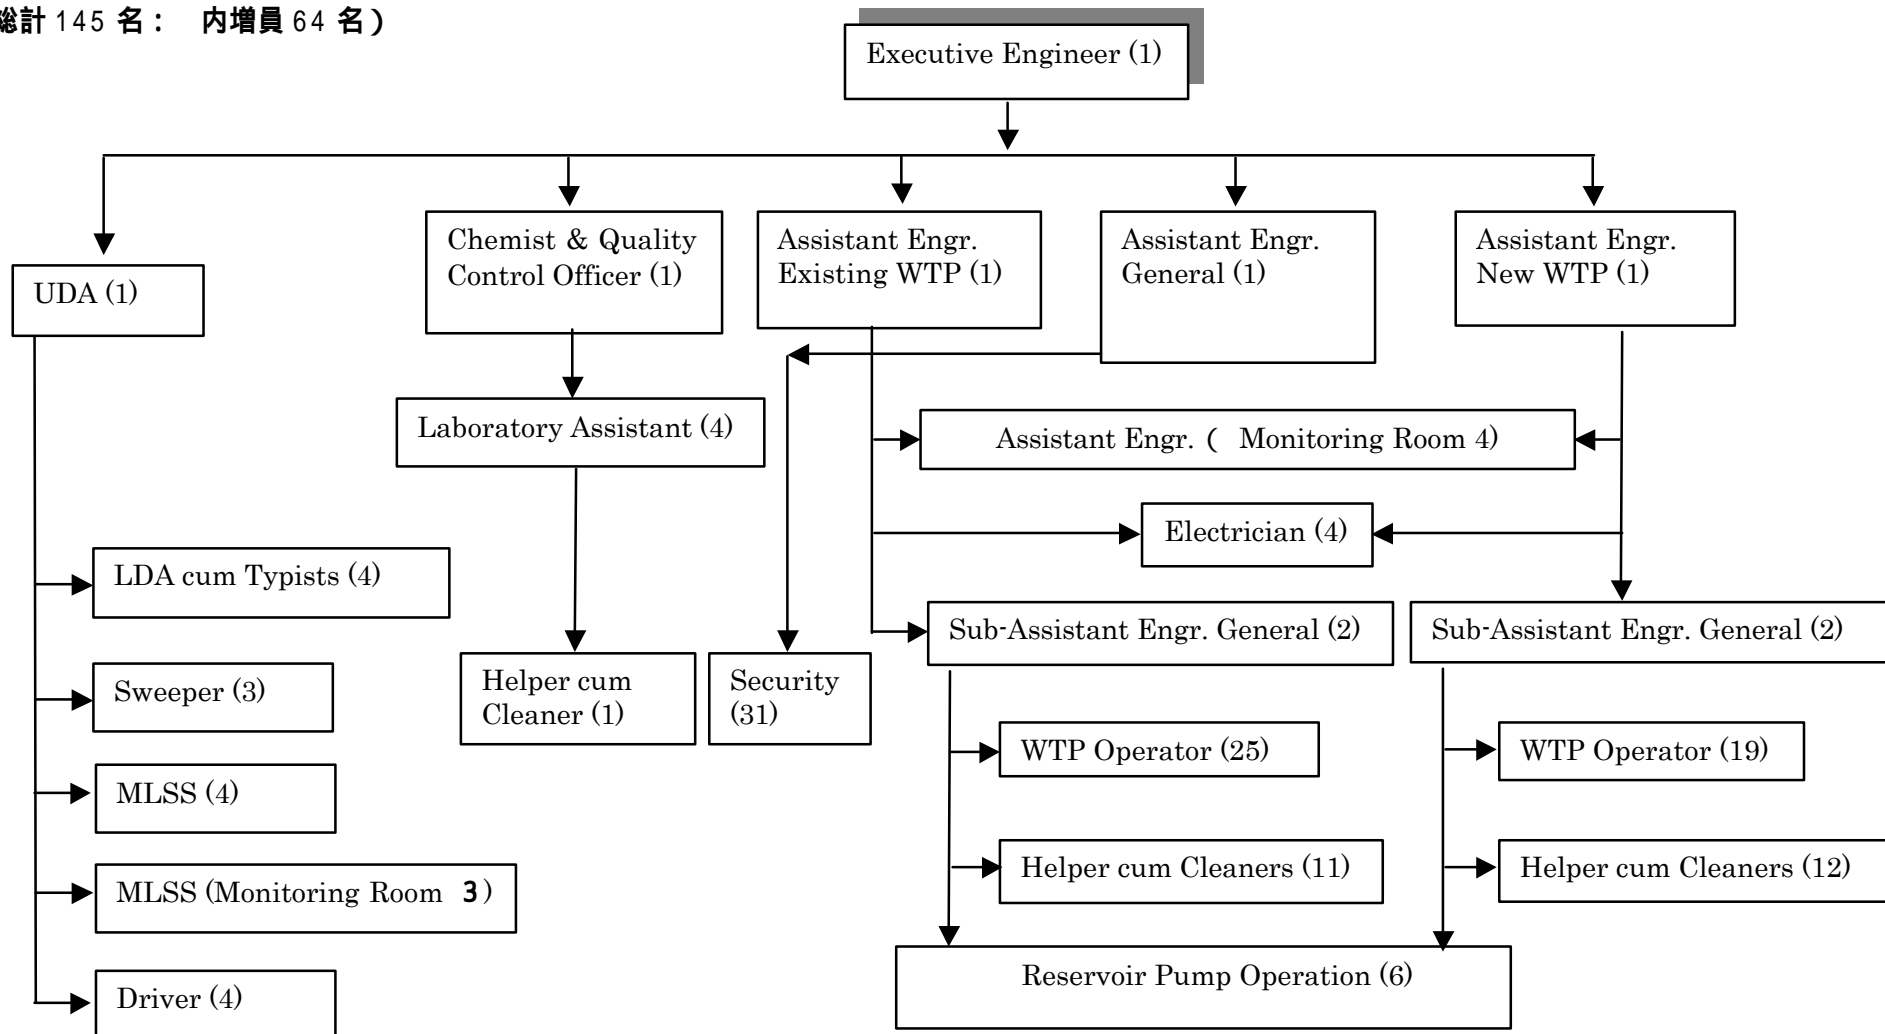 総計 145 名： 内増員 64 名）
Executive Engineer (1)
UDA (1)
Chemist & Quality
Control Officer (1)
Assistant Engr.
Existing WTP (1)
Assistant Engr.
General (1)
Assistant Engr.
New WTP (1)
Laboratory Assistant (4)
Assistant Engr. ( Monitoring Room 4)
Electrician (4)
LDA cum Typists (4)
Sub-Assistant Engr. General (2)
Sub-Assistant Engr. General (2)
Sweeper (3)
Helper cum
Cleaner (1)
Security
(31)
WTP Operator (25)
WTP Operator (19)
MLSS (4)
Helper cum Cleaners (11)
Helper cum Cleaners (12)
MLSS (Monitoring Room 3)
Reservoir Pump Operation (6)
Driver (4)